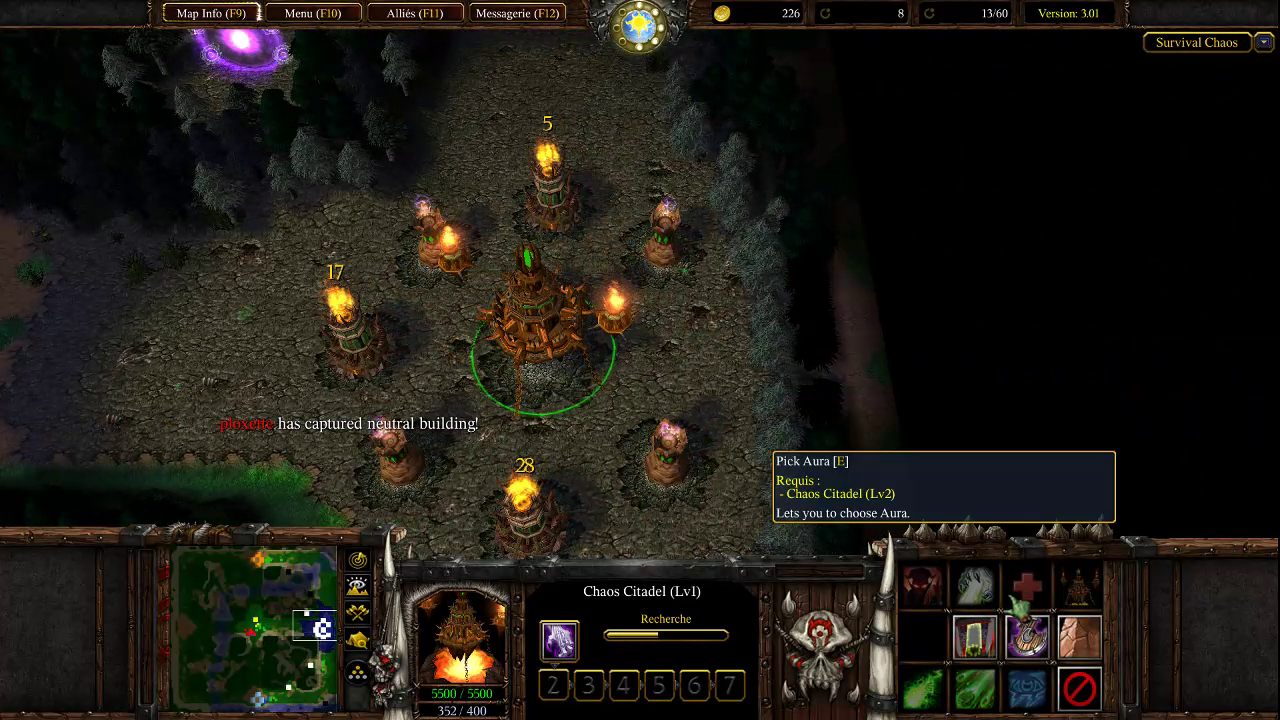 Map Info (F9)
Menu (F10)
Alliés (F11)
Messagerie (F12)
226
8
13/60
Version: 3.01
Survival Chaos
5
17
ploxette has captured neutral building!
28
Pick Aura [E]
Requis :
- Chaos Citadel (Lv2)
Lets you to choose Aura.
Chaos Citadel (Lv1)
Recherche
2 3 4 5 6 7
5500 / 5500
352 / 400